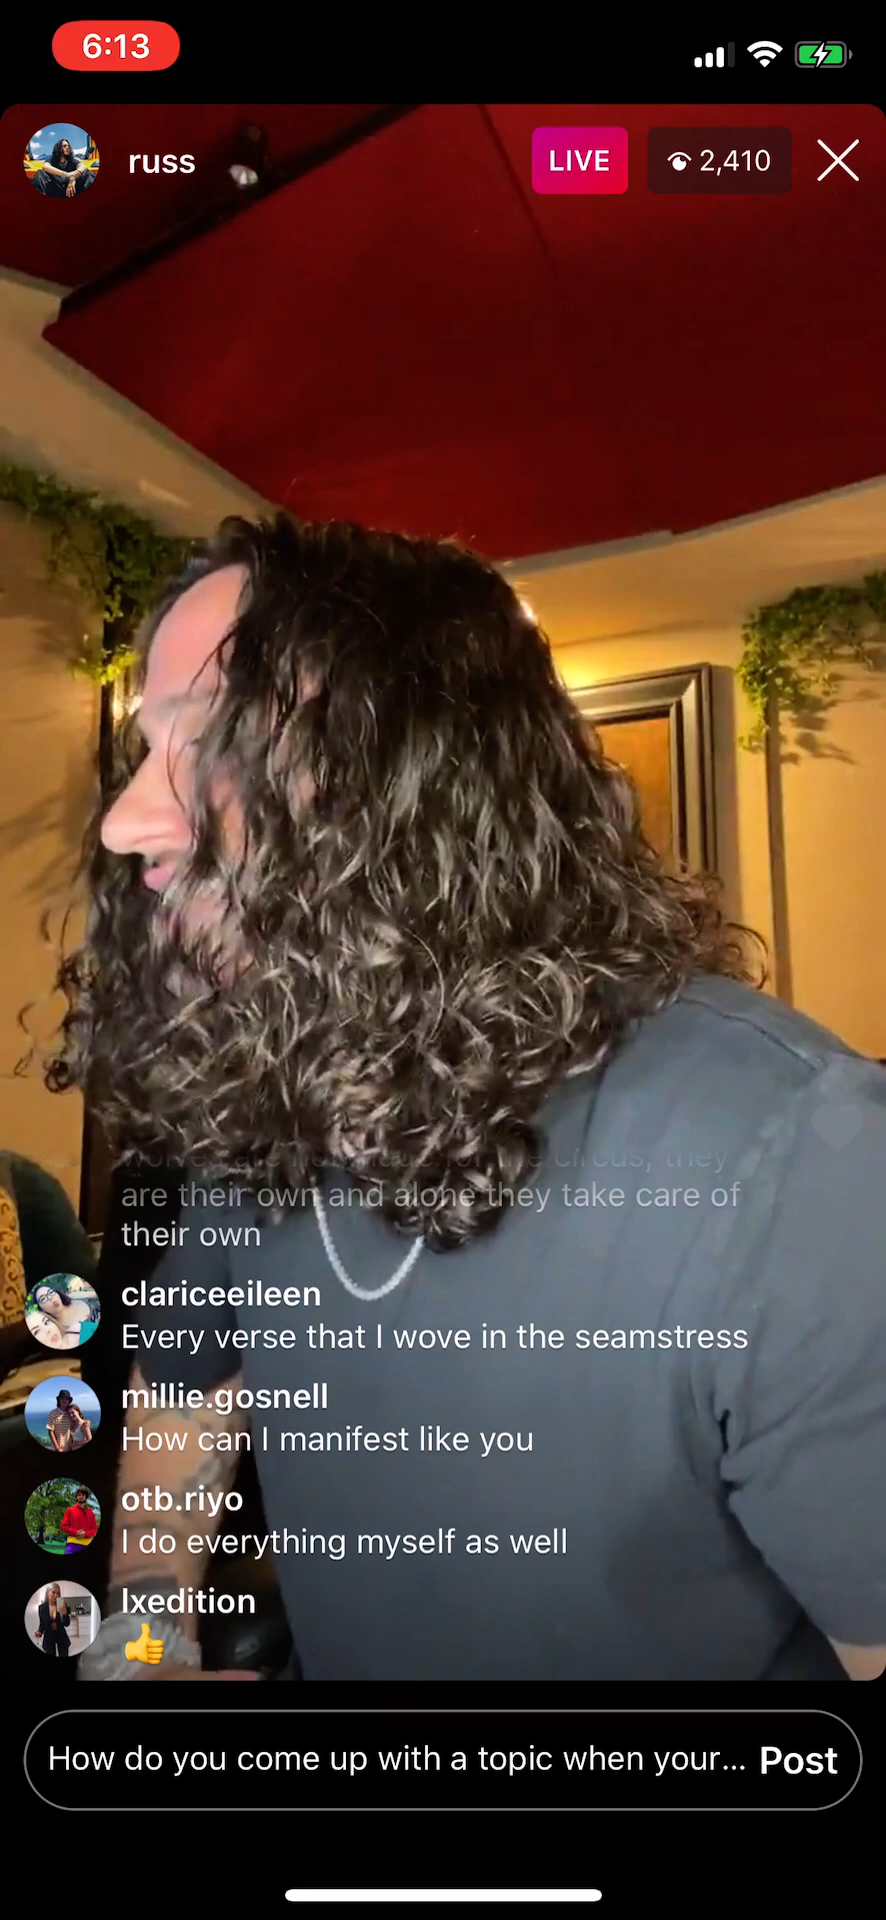 6:13
russ
LIVE
2,410
circus, they
are their own and alone they take care of
their own
clariceeileen
Every verse that I wove in the seamstress
millie.gosnell
How can I manifest like you
otb.riyo
I do everything myself as well
lxedition
👍
How do you come up with a topic when your... Post